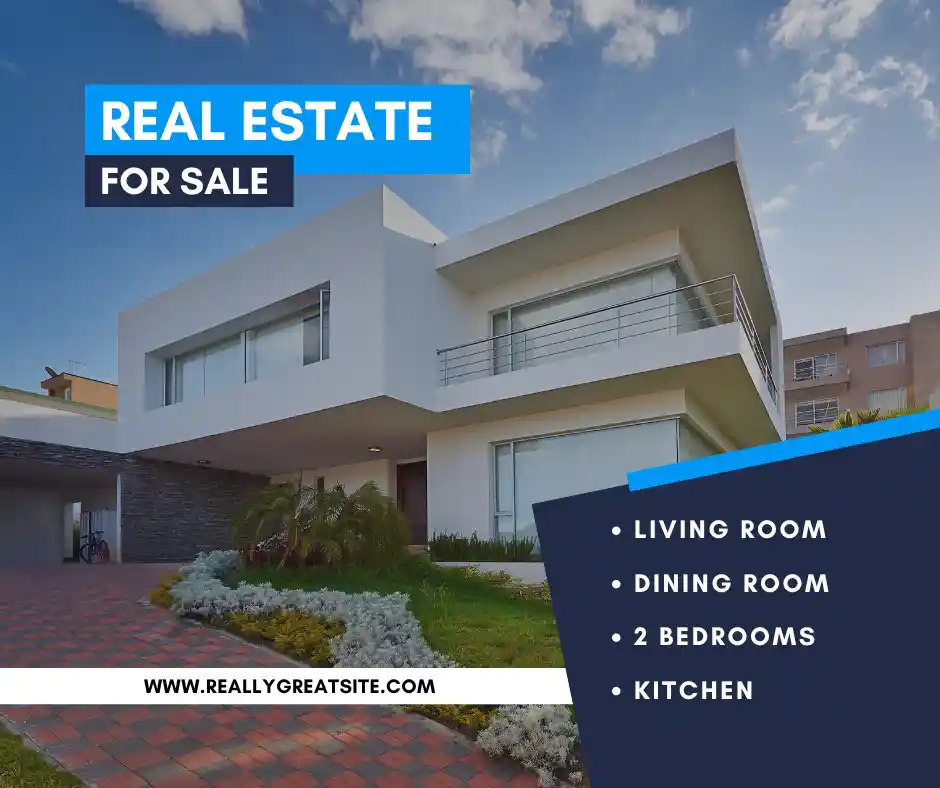 REAL ESTATE
FOR SALE
• LIVING ROOM
• DINING ROOM
• 2 BEDROOMS
• KITCHEN
WWW.REALLYGREATSITE.COM